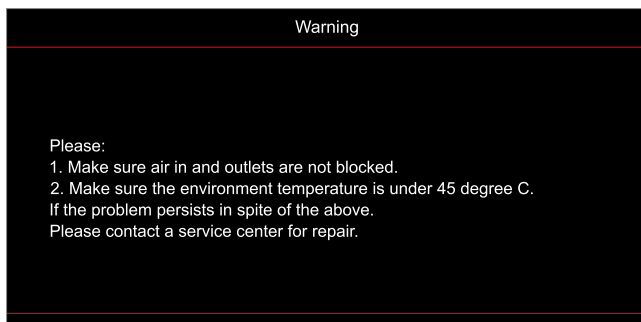 Warning
Please:
1. Make sure air in and outlets are not blocked.
2. Make sure the environment temperature is under 45 degree C.
If the problem persists in spite of the above.
Please contact a service center for repair.